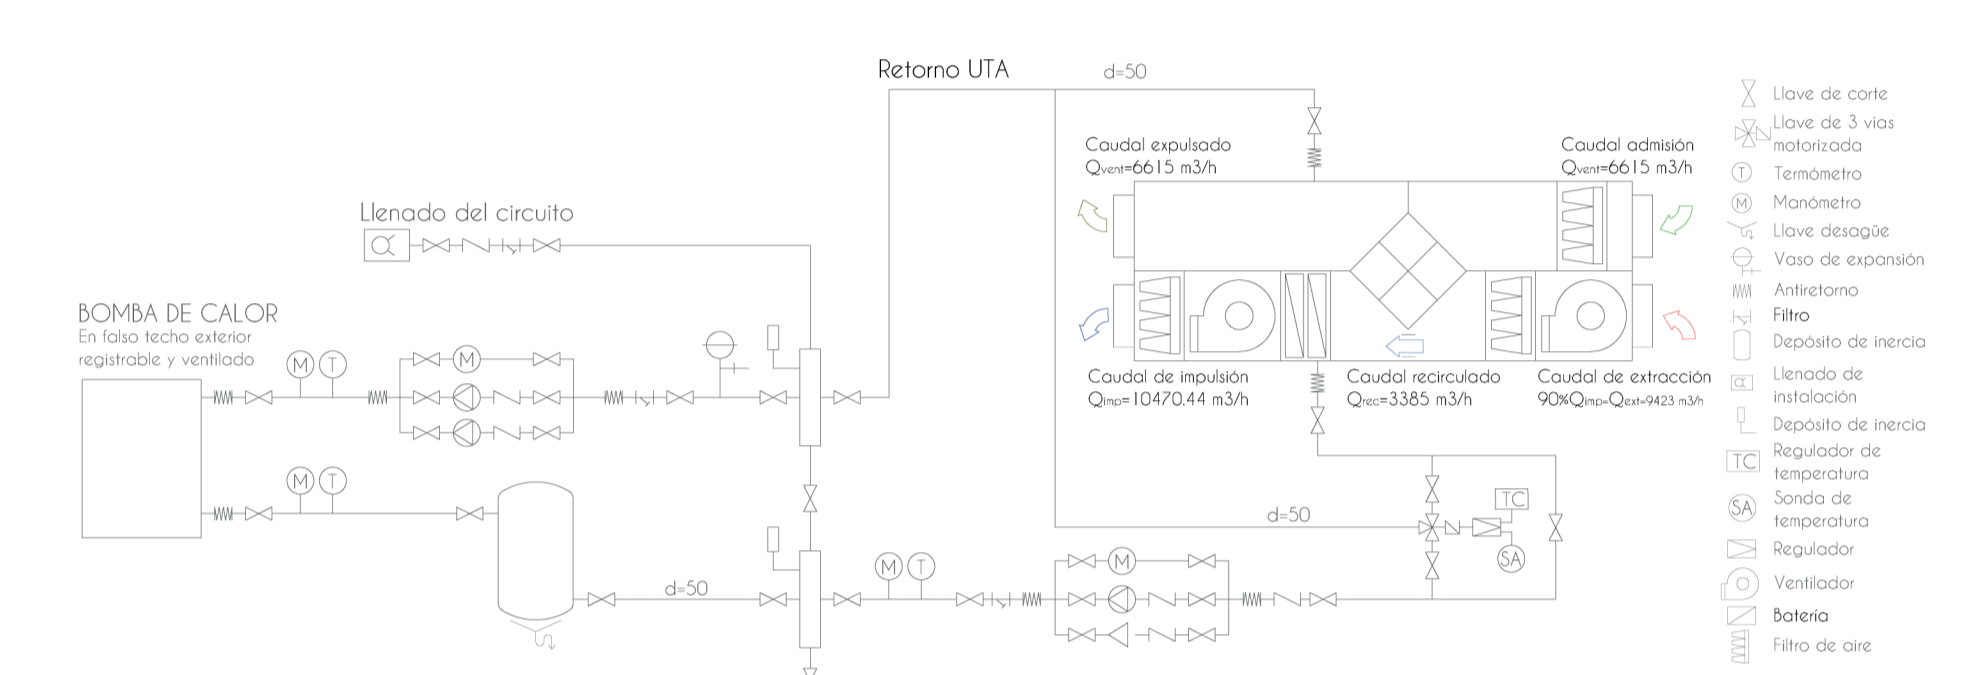 Retorno UTA
d=50
Caudal expulsado
Qvent=6615 m3/h
Caudal admisión
Qvent=6615 m3/h
Llenado del circuito
BOMBA DE CALOR
En falso techo exterior
registrable y ventilado
M
T
M
Caudal de impulsión
Qimp=10470.44 m3/h
Caudal recirculado
Qrec=3385 m3/h
Caudal de extracción
90%Qimp=Qext=9423 m3/h
M
T
d=50
TC
SA
d=50
M
T
M
Llave de corte
Llave de 3 vias
motorizada
T
Termómetro
M
Manómetro
Llave desagüe
Vaso de expansión
Antiretorno
Filtro
Depósito de inercia
Llenado de
instalación
Depósito de inercia
TC
Regulador de
temperatura
SA
Sonda de
temperatura
Regulador
Ventilador
Batería
Filtro de aire